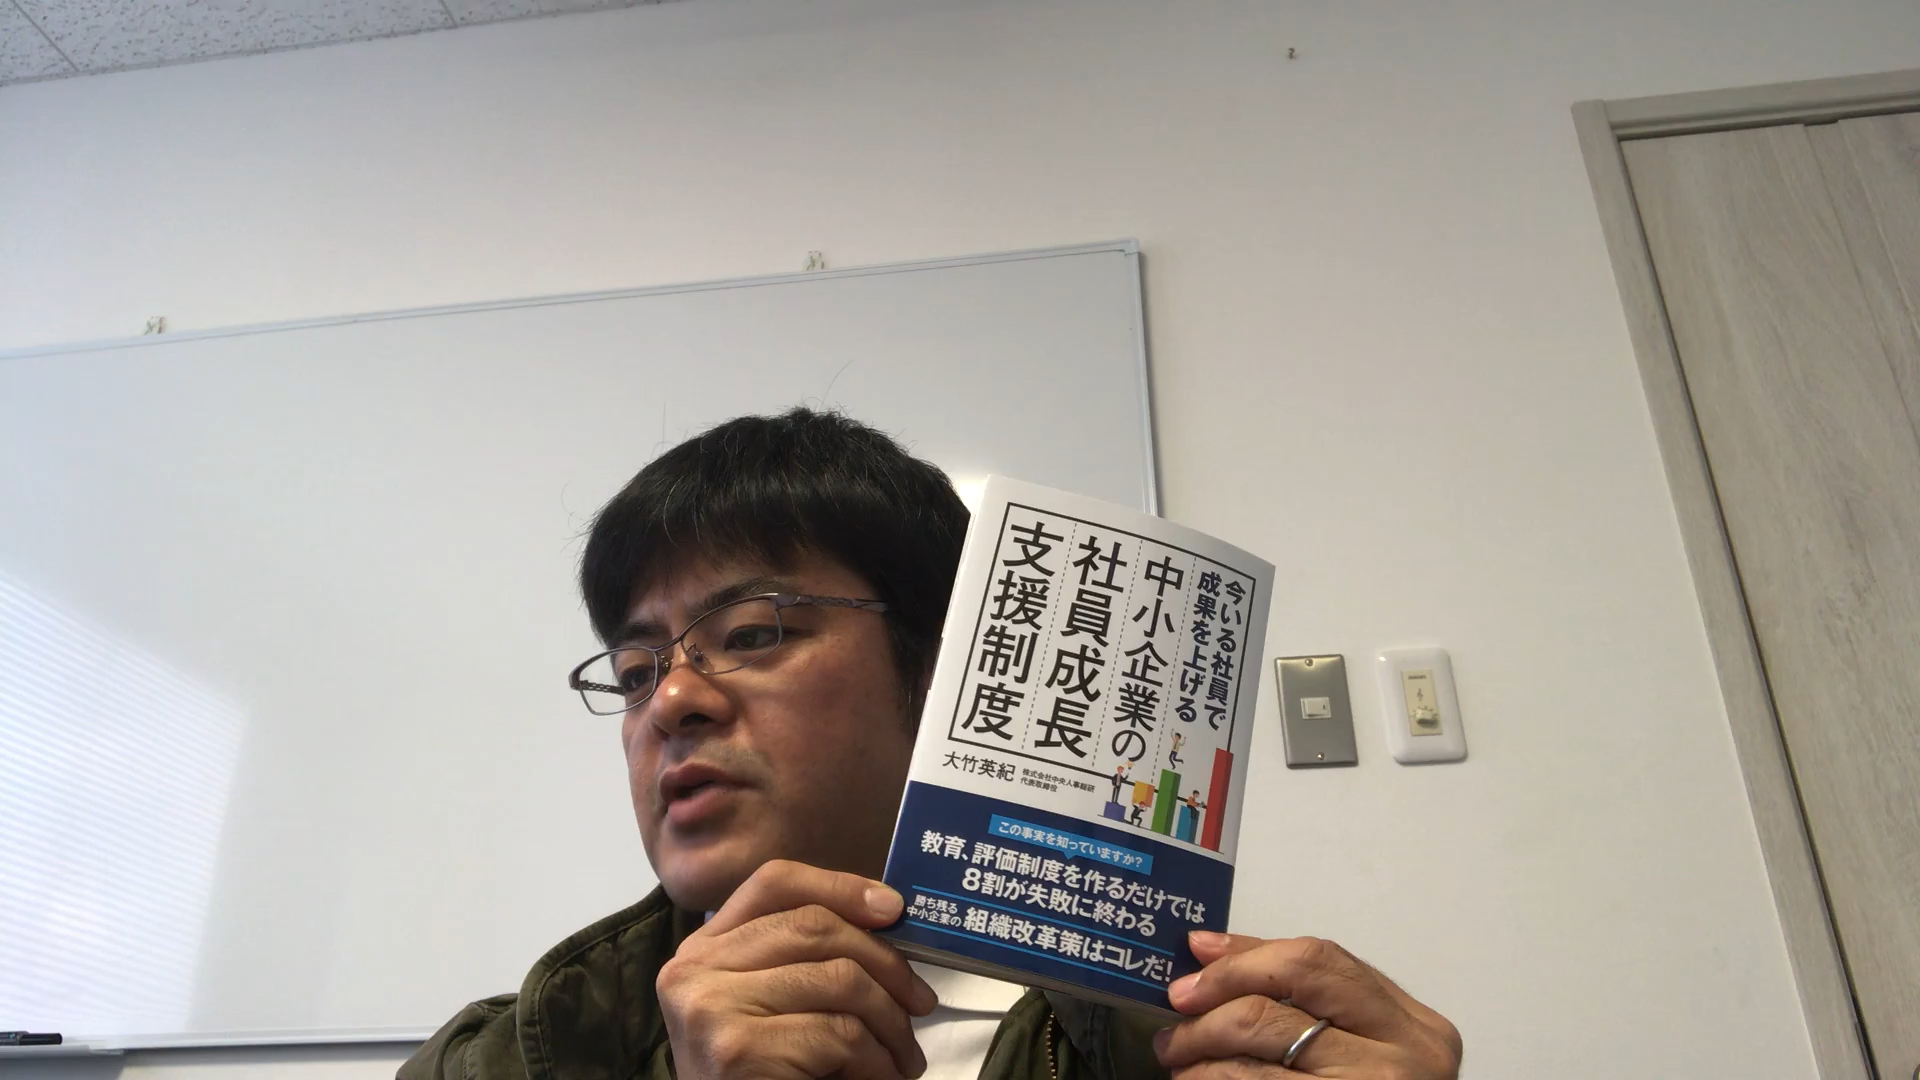 今いる社員で
成果を上げる
中小企業の
社員成長
支援制度
大竹英紀
株式会社中央人事総研
代表取締役
この事実を知っていますか?
教育、評価制度を作るだけでは
8割が失敗に終わる
勝ち残る
中小企業の
組織改革策はコレだ!